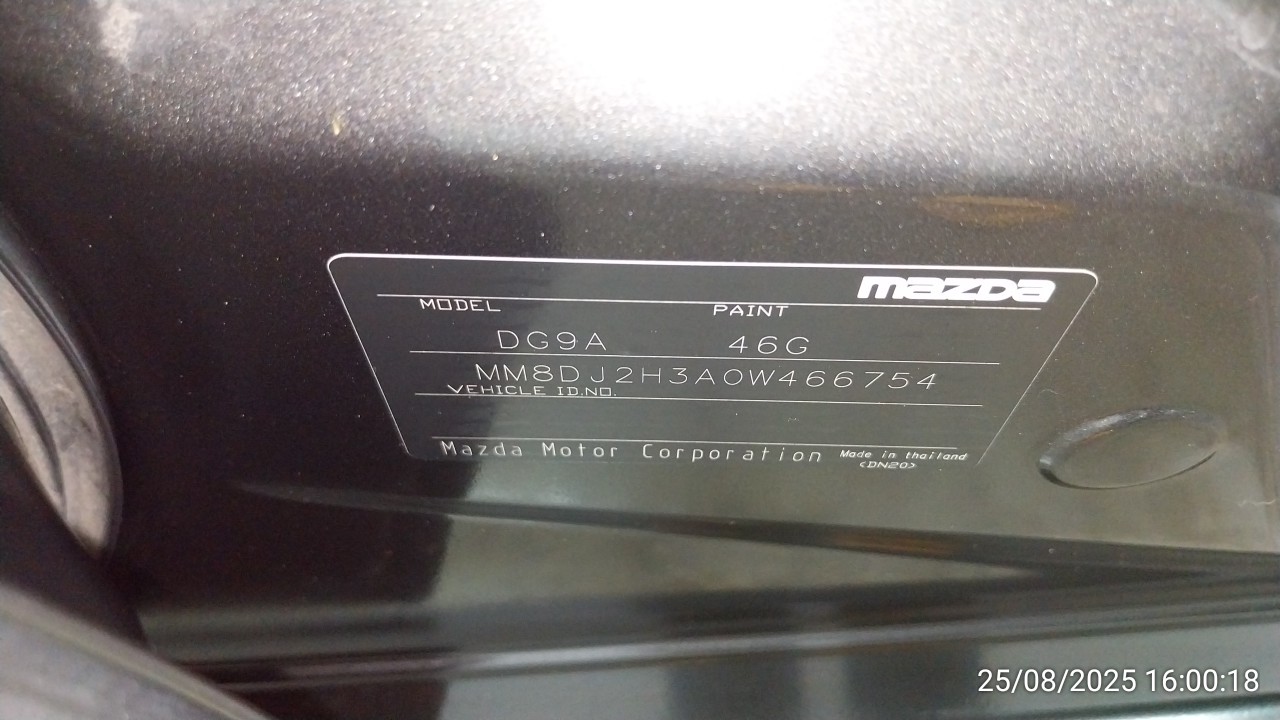 mazda
MODEL PAINT
DG9A 46G
MM8DJ2H3A0W466754
VEHICLE ID.NO.
Mazda Motor Corporation Made in thailand
<DN20>
25/08/2025 16:00:18